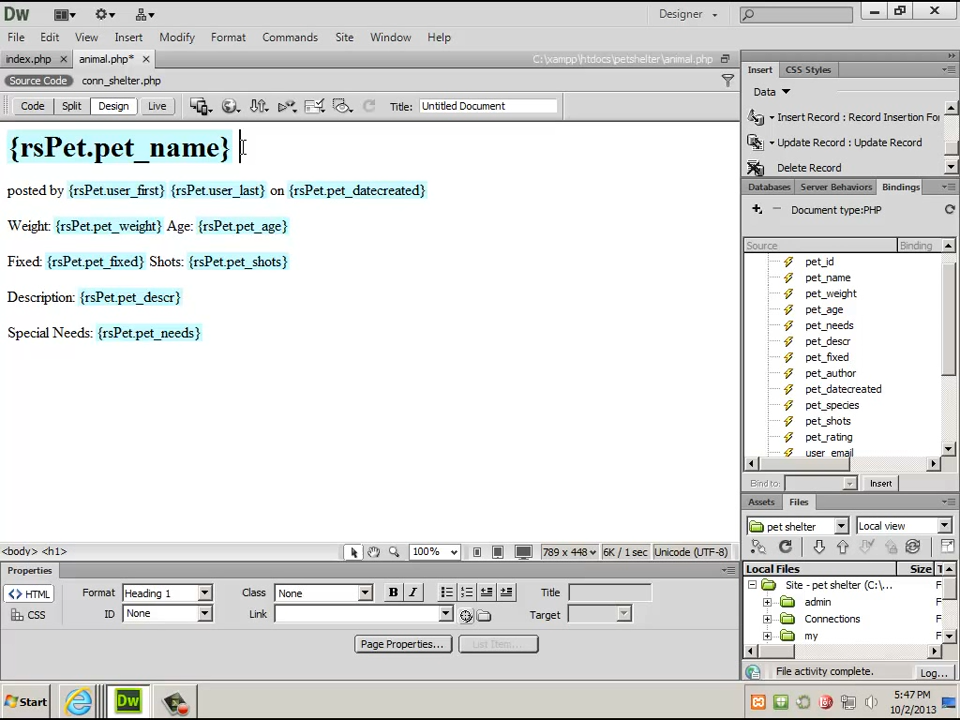 Dw
Designer
File Edit View Insert Modify Format Commands Site Window Help
index.php × animal.php* ×
C:\xampp\htdocs\petshelter\animal.php
Source Code conn_shelter.php
Code Split Design Live
Title: Untitled Document
{rsPet.pet_name}
posted by {rsPet.user_first} {rsPet.user_last} on {rsPet.pet_datecreated}
Weight: {rsPet.pet_weight} Age: {rsPet.pet_age}
Fixed: {rsPet.pet_fixed} Shots: {rsPet.pet_shots}
Description: {rsPet.pet_descr}
Special Needs: {rsPet.pet_needs}
<body> <h1>
100% 789 x 448 6K / 1 sec Unicode (UTF-8)
Properties
HTML Format Heading 1 Class None Title
CSS ID None Link Target
Page Properties... List Item...
Insert CSS Styles
Data
Insert Record : Record Insertion For
Update Record : Update Record
Delete Record
Databases Server Behaviors Bindings
Document type:PHP
Source Binding
pet_id
pet_name
pet_weight
pet_age
pet_needs
pet_descr
pet_fixed
pet_author
pet_datecreated
pet_species
pet_shots
pet_rating
user_email
Bind to: Insert
Assets Files
pet shelter Local view
Local Files Size T
Site - pet shelter (C:\... F
admin F
Connections F
my F
File activity complete. Log...
Start Dw
5:47 PM
10/2/2013